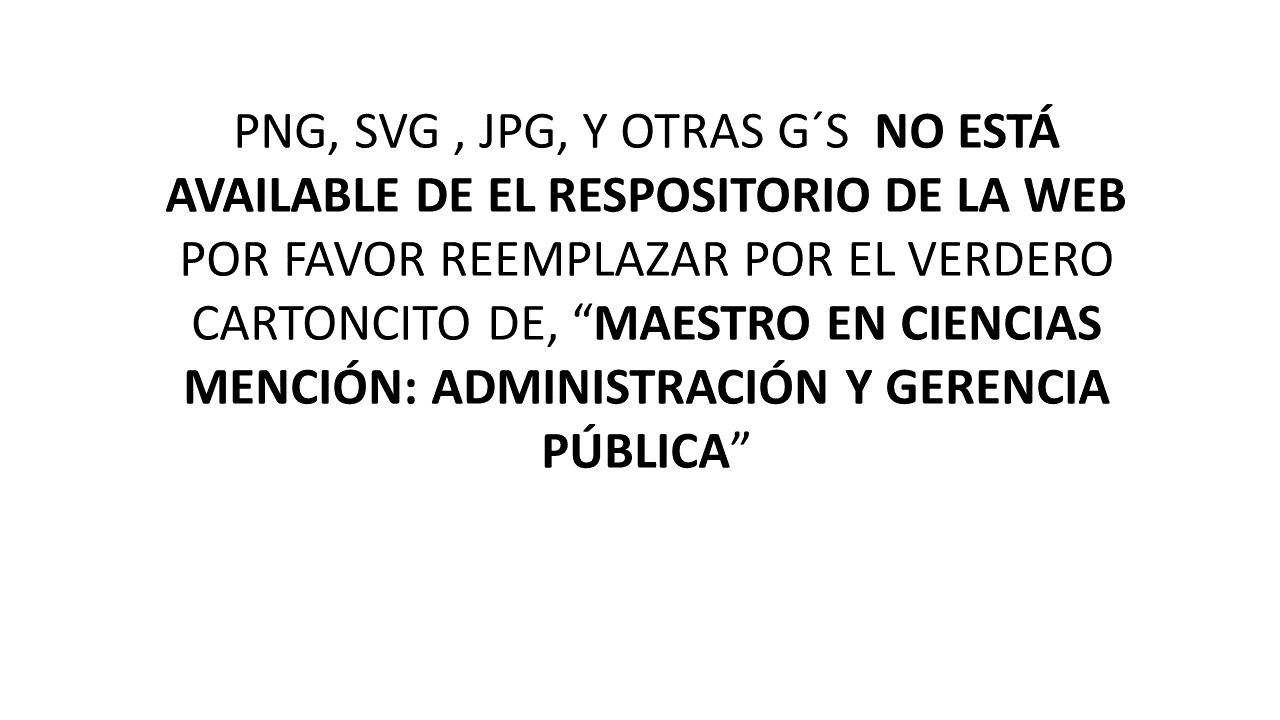 PNG, SVG , JPG, Y OTRAS G´S  NO ESTÁ
AVAILABLE DE EL RESPOSITORIO DE LA WEB
POR FAVOR REEMPLAZAR POR EL VERDERO
CARTONCITO DE, “MAESTRO EN CIENCIAS
MENCIÓN: ADMINISTRACIÓN Y GERENCIA
PÚBLICA”